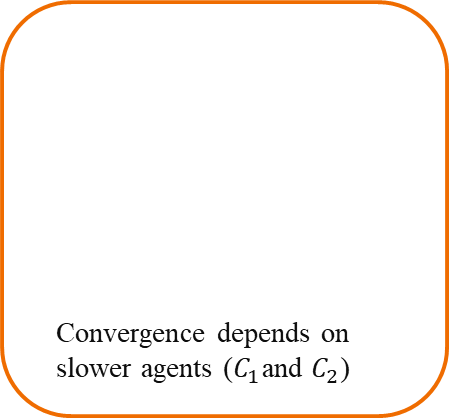 Convergence depends on
slower agents (𝐶₁ and 𝐶₂)